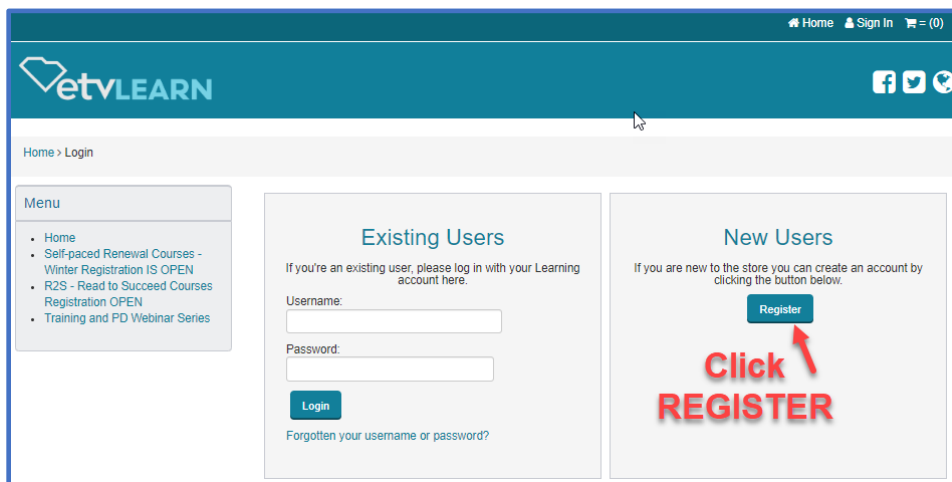 Home Sign In = (0)
etvLEARN
Home > Login
Menu
Home
Self-paced Renewal Courses -
Winter Registration IS OPEN
R2S - Read to Succeed Courses
Registration OPEN
Training and PD Webinar Series
Existing Users
If you're an existing user, please log in with your Learning
account here.
Username:
Password:
Login
Forgotten your username or password?
New Users
If you are new to the store you can create an account by
clicking the button below.
Register
Click
REGISTER